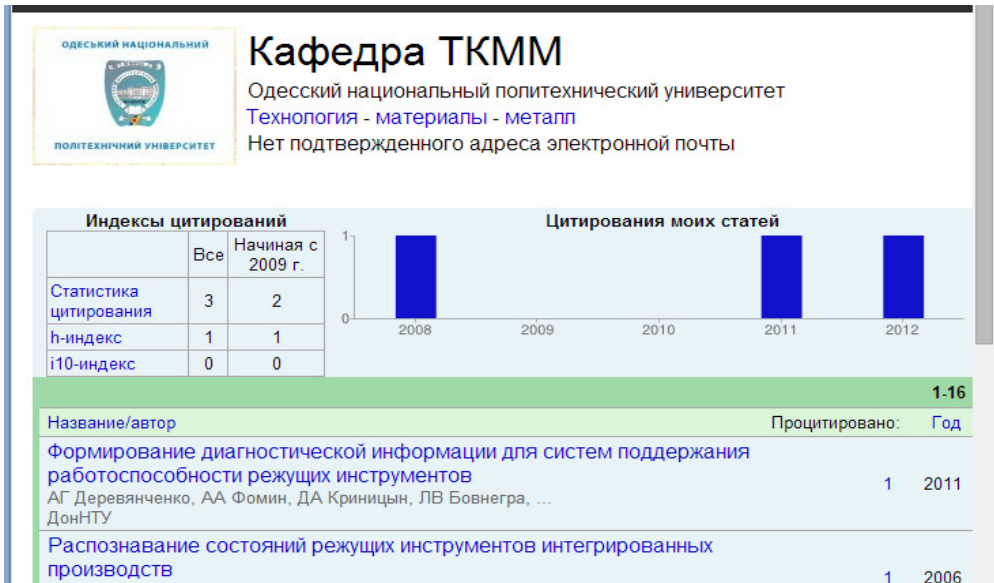 ОДЕСЬКИЙ НАЦІОНАЛЬНИЙ
ПОЛІТЕХНІЧНИЙ УНІВЕРСИТЕТ
Кафедра ТКММ
Одесский национальный политехнический университет
Технология - материалы - металл
Нет подтвержденного адреса электронной почты
Индексы цитирований
Все Начиная с
2009 г.
Статистика
цитирования 3 2
h-индекс 1 1
i10-индекс 0 0
Цитирования моих статей
1
0
2008 2009 2010 2011 2012
1-16
Название/автор Процитировано: Год
Формирование диагностической информации для систем поддержания
работоспособности режущих инструментов
АГ Деревянченко, АА Фомин, ДА Криницын, ЛВ Бовнегра, ...
ДонНТУ
1 2011
Распознавание состояний режущих инструментов интегрированных
производств
1 2006